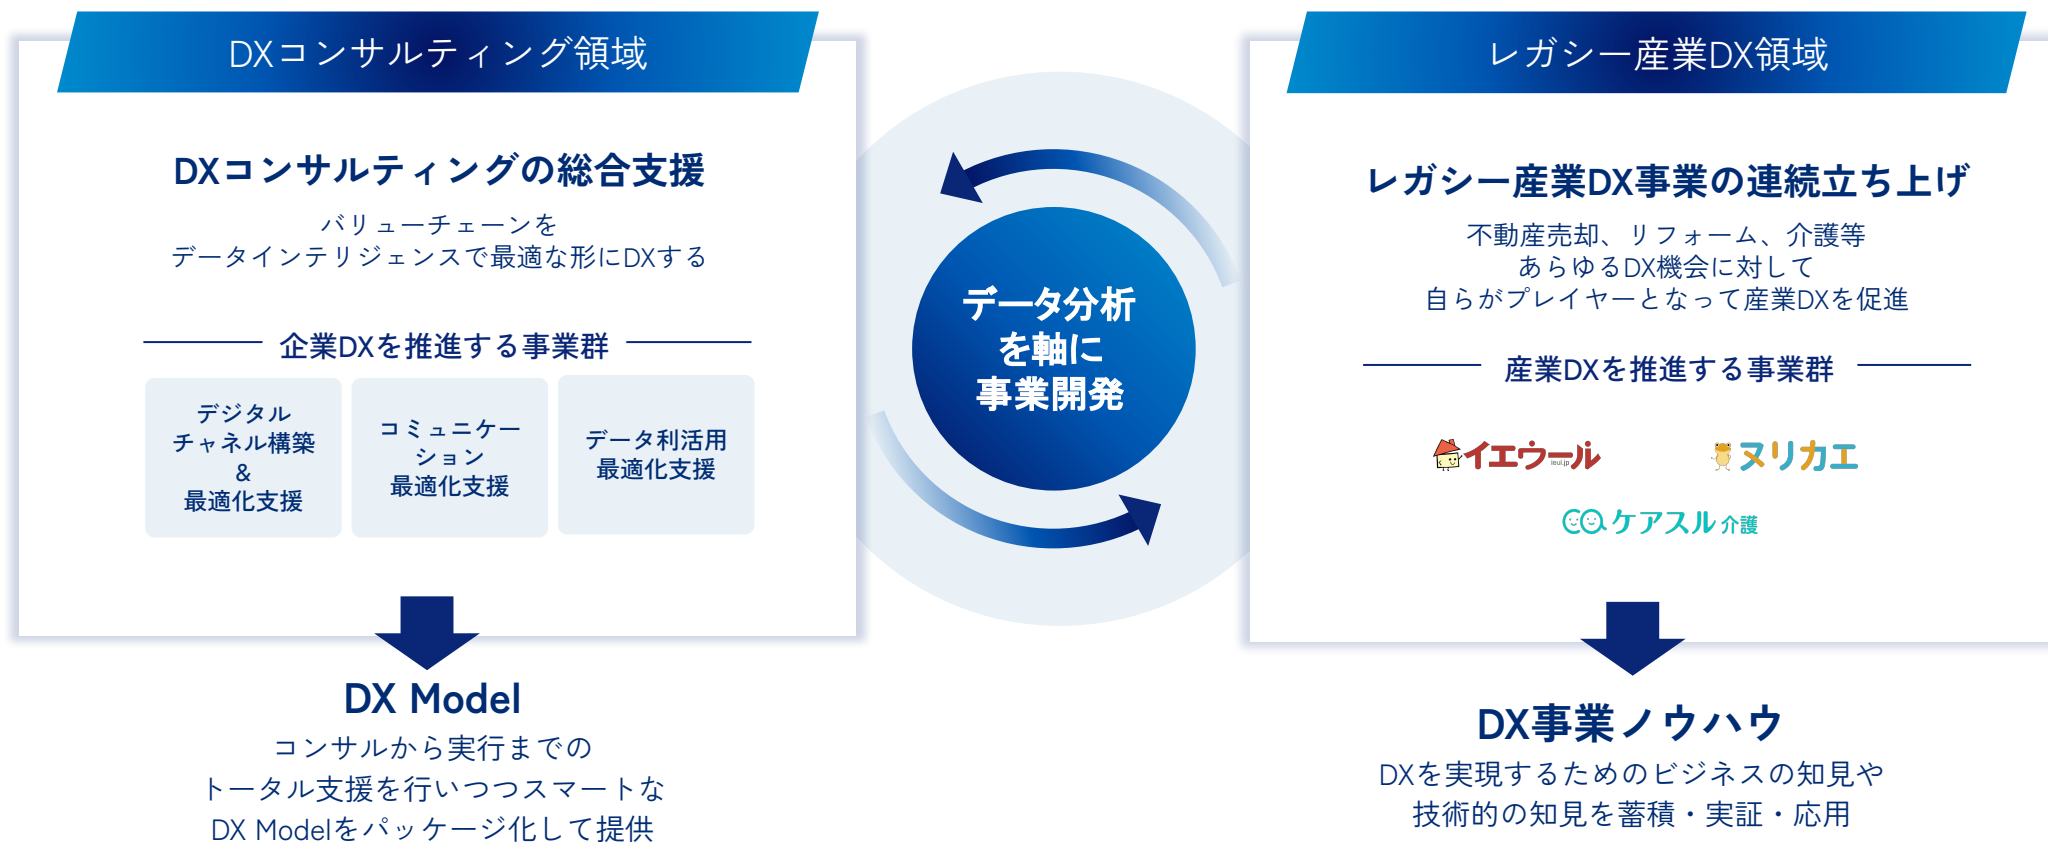 DXコンサルティング領域
DXコンサルティングの総合支援
バリューチェーンを
データインテリジェンスで最適な形にDXする
企業DXを推進する事業群
デジタル
チャネル構築
&
最適化支援
コミュニケー
ション
最適化支援
データ利活用
最適化支援
DX Model
コンサルから実行までの
トータル支援を行いつつスマートな
DX Modelをパッケージ化して提供
データ分析
を軸に
事業開発
レガシー産業DX領域
レガシー産業DX事業の連続立ち上げ
不動産売却、リフォーム、介護等
あらゆるDX機会に対して
自らがプレイヤーとなって産業DXを促進
産業DXを推進する事業群
イエウール
ieul.jp
ヌリカエ
ケアスル 介護
DX事業ノウハウ
DXを実現するためのビジネスの知見や
技術的の知見を蓄積・実証・応用